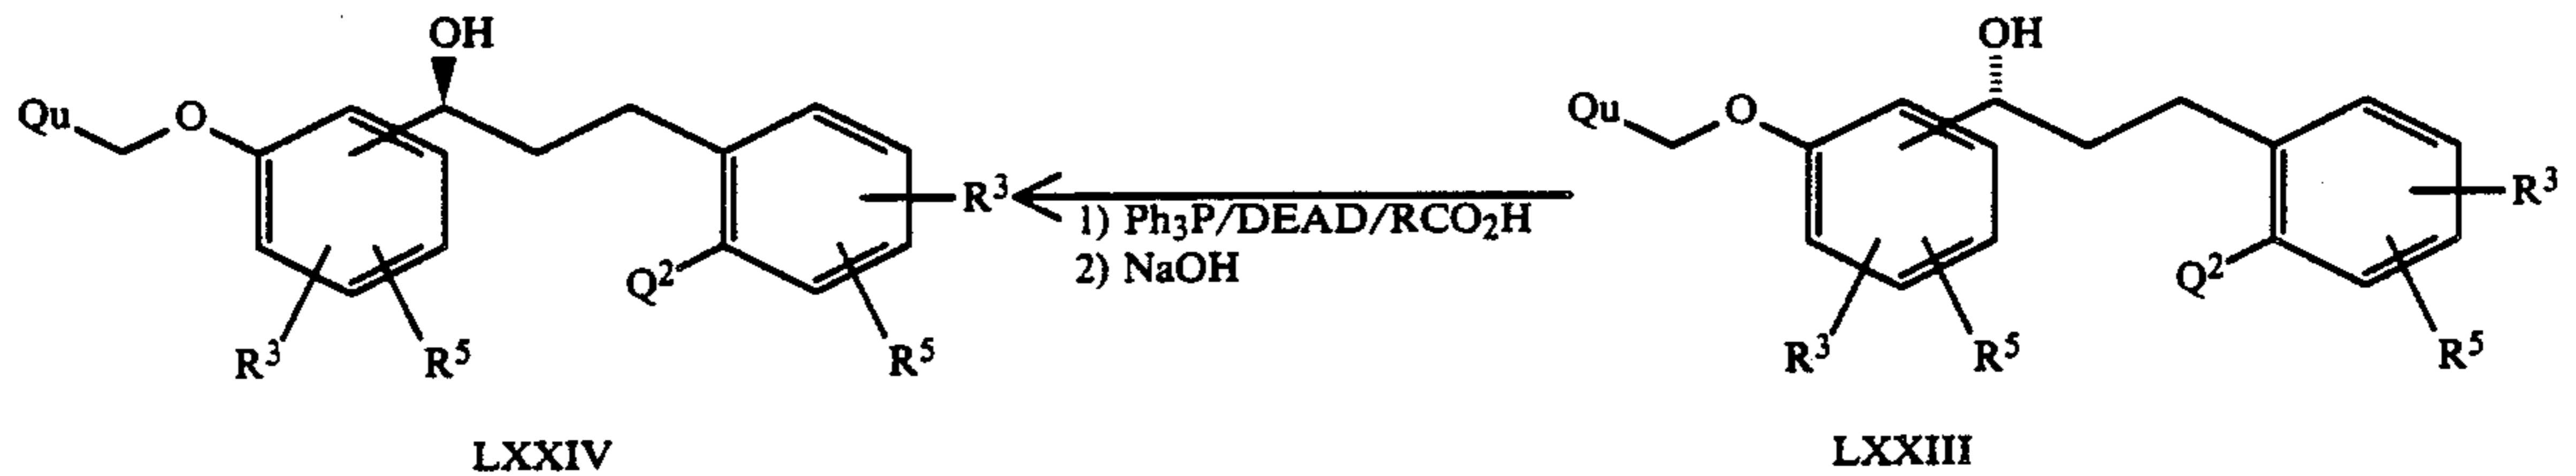 OH
OH
Qu
O
Qu
O
R³
R³
1) Ph₃P/DEAD/RCO₂H
2) NaOH
Q²
Q²
R³
R⁵
R⁵
R³
R⁵
R⁵
LXXIV
LXXIII